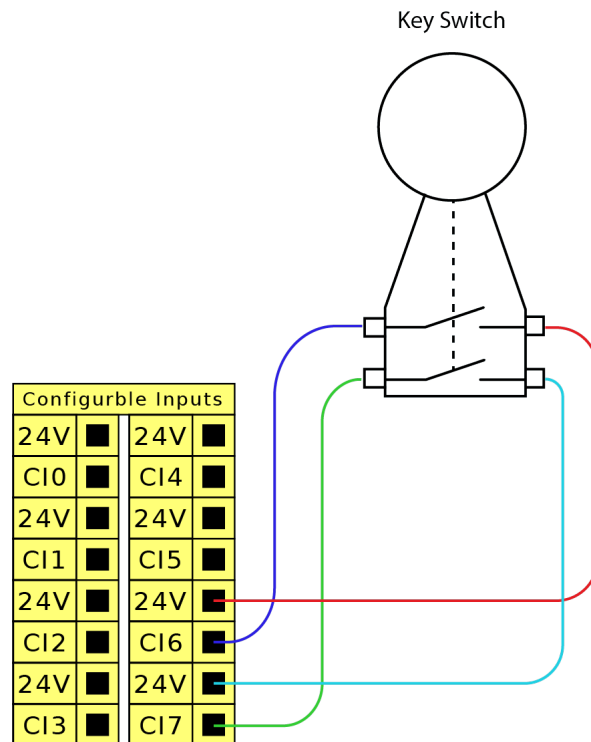 Key Switch
Configurble Inputs
24V 24V
CI0 CI4
24V 24V
CI1 CI5
24V 24V
CI2 CI6
24V 24V
CI3 CI7